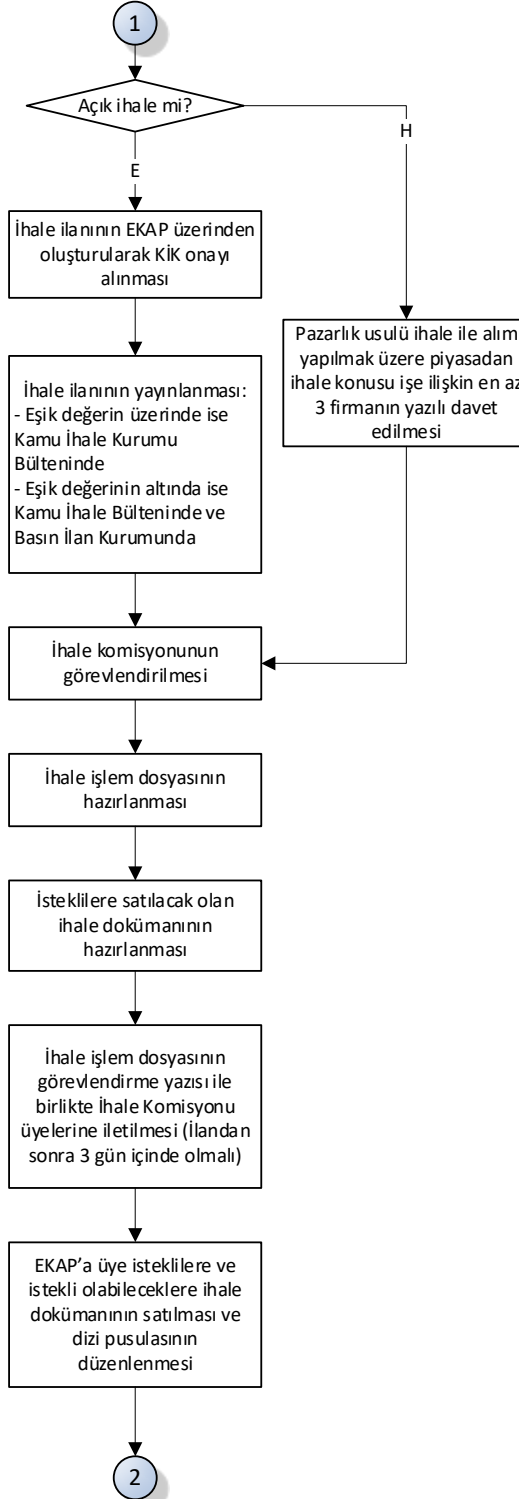 1
Açık ihale mi?
H
E
İhale ilanının EKAP üzerinden
oluşturularak KİK onayı
alınması
Pazarlık usulü ihale ile alım
yapılmak üzere piyasadan
ihale konusu işe ilişkin en az
3 firmanın yazılı davet
edilmesi
İhale ilanının yayınlanması:
- Eşik değerin üzerinde ise
Kamu İhale Kurumu
Bülteninde
- Eşik değerinin altında ise
Kamu İhale Bülteninde ve
Basın İlan Kurumunda
İhale komisyonunun
görevlendirilmesi
İhale işlem dosyasının
hazırlanması
İsteklilere satılacak olan
ihale dokümanının
hazırlanması
İhale işlem dosyasının
görevlendirme yazısı ile
birlikte İhale Komisyonu
üyelerine iletilmesi (İlandan
sonra 3 gün içinde olmalı)
EKAP’a üye isteklilere ve
istekli olabileceklere ihale
dokümanının satılması ve
dizi pusulasının
düzenlenmesi
2